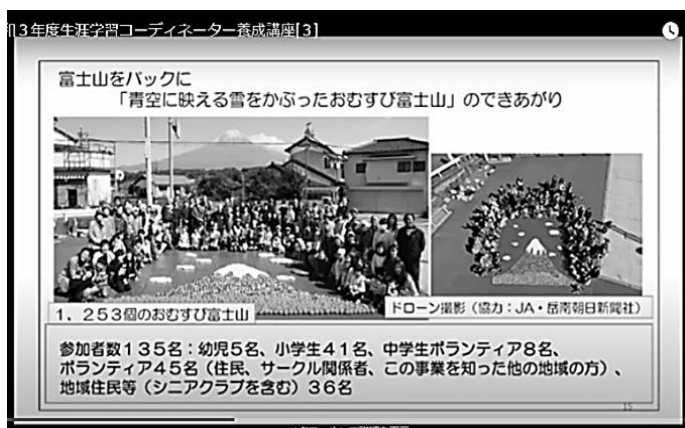 和3年度生涯学習コーディネーター養成講座[3]
富士山をバックに
「青空に映える雪をかぶったおむすび富士山」のできあがり
1，253個のおむすび富士山
ドローン撮影（協力：JA・岳南朝日新聞社）
参加者数135名：幼児5名、小学生41名、中学生ボランティア8名、
ボランティア45名（住民、サークル関係者、この事業を知った他の地域の方）、
地域住民等（シニアクラブを含む）36名
15